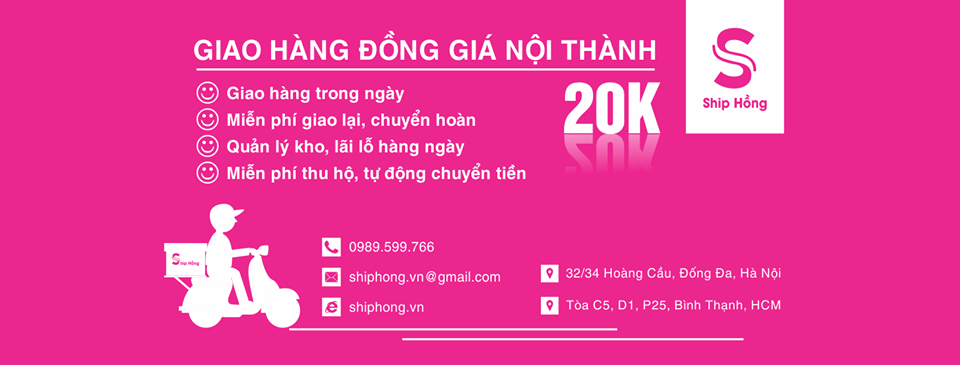 GIAO HÀNG ĐỒNG GIÁ NỘI THÀNH
Giao hàng trong ngày
Miễn phí giao lại, chuyển hoàn
Quản lý kho, lãi lỗ hàng ngày
Miễn phí thu hộ, tự động chuyển tiền
20K
Ship Hồng
Ship Hồng
0989.599.766
shiphong.vn@gmail.com
shiphong.vn
32/34 Hoàng Cầu, Đống Đa, Hà Nội
Tòa C5, D1, P25, Bình Thạnh, HCM